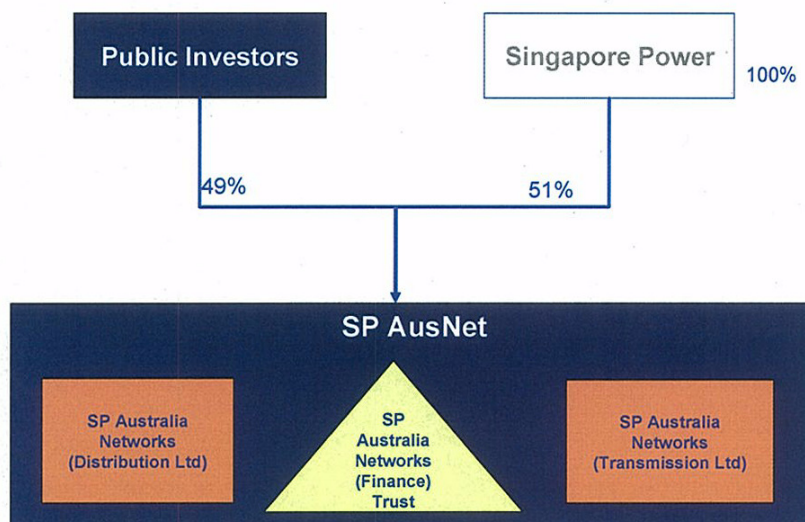 Public Investors
Singapore Power
100%
49%
51%
SP AusNet
SP Australia
Networks
(Distribution Ltd)
SP
Australia
Networks
(Finance)
Trust
SP Australia
Networks
(Transmission Ltd)